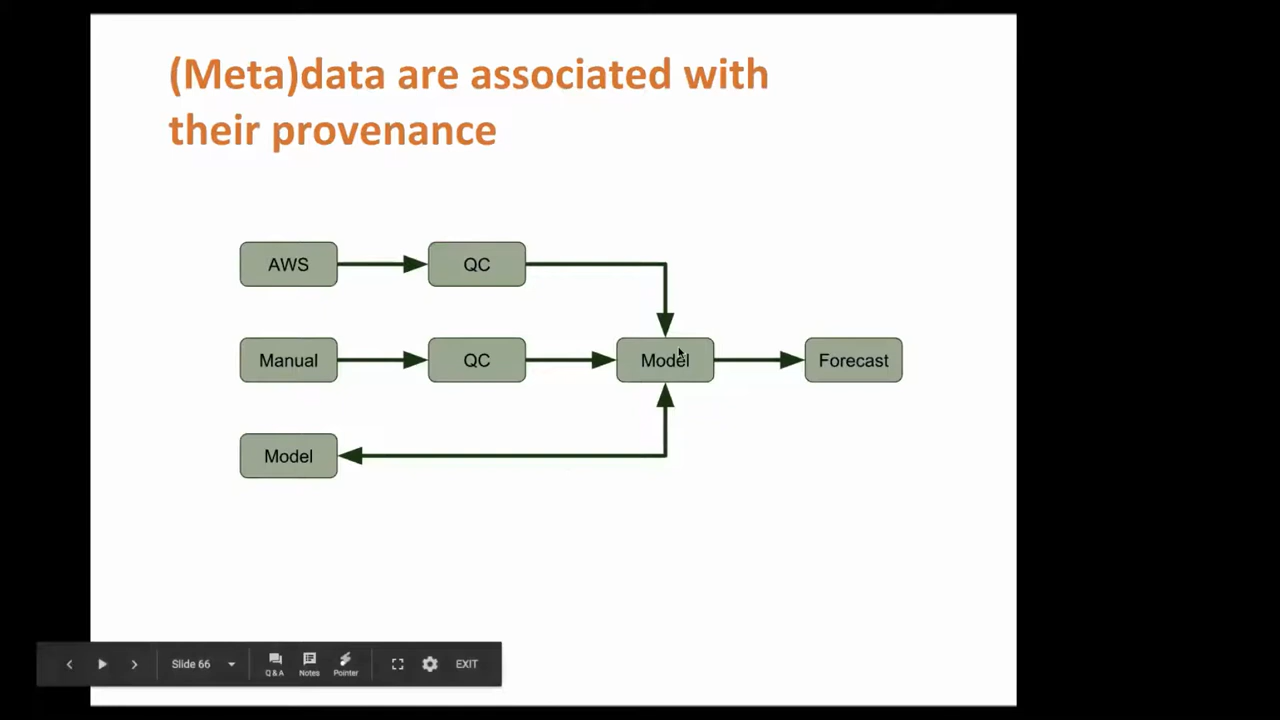 (Meta)data are associated with
their provenance
AWS
QC
Manual
QC
Model
Forecast
Model
Slide 66
Q & A
Notes
Pointer
EXIT